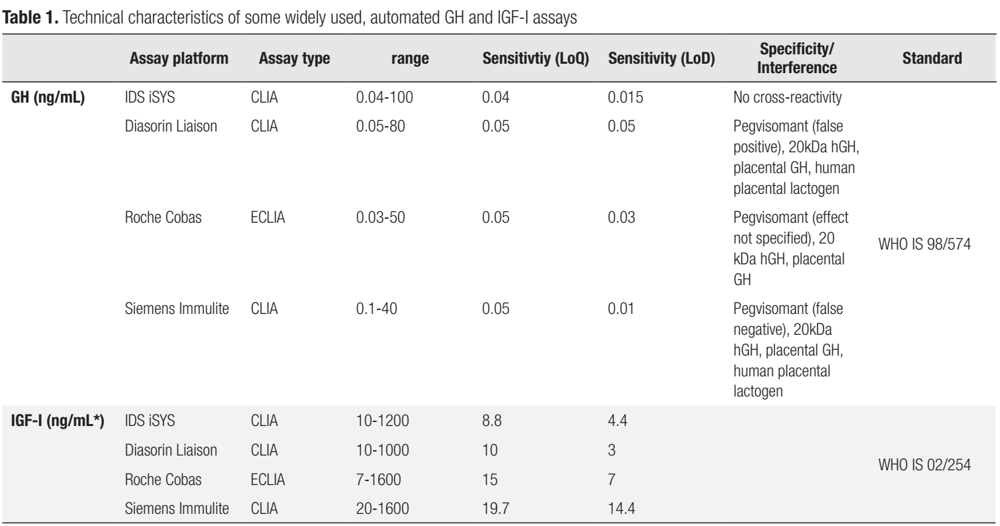 Table 1. Technical characteristics of some widely used, automated GH and IGF-I assays
Assay platform Assay type range Sensitivtiy (LoQ) Sensitivity (LoD) Specificity/ Interference Standard
GH (ng/mL) IDS iSYS CLIA 0.04-100 0.04 0.015 No cross-reactivity
Diasorin Liaison CLIA 0.05-80 0.05 0.05 Pegvisomant (false
positive), 20kDa hGH,
placental GH, human
placental lactogen
Roche Cobas ECLIA 0.03-50 0.05 0.03 Pegvisomant (effect
not specified), 20
kDa hGH, placental
GH
WHO IS 98/574
Siemens Immulite CLIA 0.1-40 0.05 0.01 Pegvisomant (false
negative), 20kDa
hGH, placental GH,
human placental
lactogen
IGF-I (ng/mL*) IDS iSYS CLIA 10-1200 8.8 4.4
Diasorin Liaison CLIA 10-1000 10 3
WHO IS 02/254
Roche Cobas ECLIA 7-1600 15 7
Siemens Immulite CLIA 20-1600 19.7 14.4